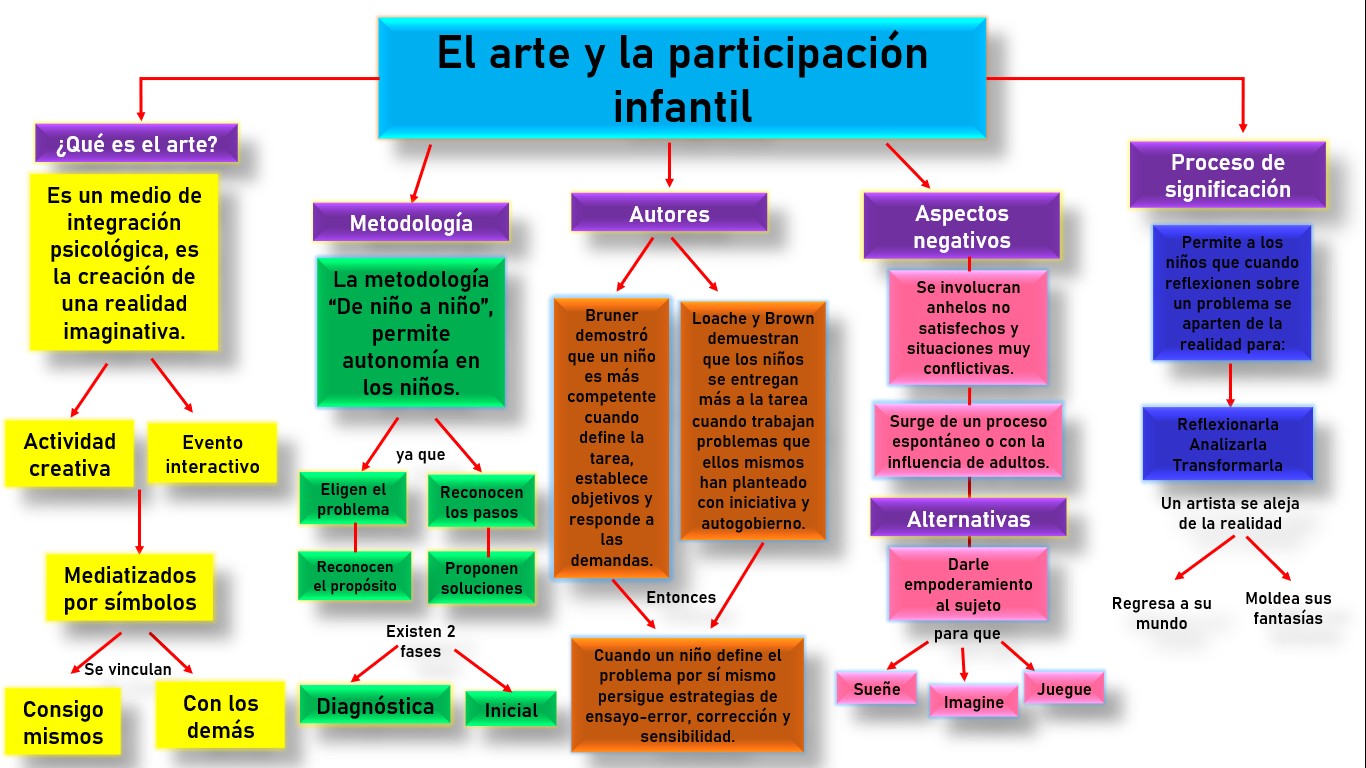 El arte y la participación
infantil
¿Qué es el arte?
Es un medio de
integración
psicológica, es
la creación de
una realidad
imaginativa.
Actividad
creativa
Evento
interactivo
Mediatizados
por símbolos
Se vinculan
Consigo
mismos
Con los
demás
Metodología
La metodología
“De niño a niño”,
permite
autonomía en
los niños.
ya que
Eligen el
problema
Reconocen
los pasos
Reconocen
el propósito
Proponen
soluciones
Existen 2
fases
Diagnóstica
Inicial
Autores
Bruner
demostró
que un niño
es más
competente
cuando
define la
tarea,
establece
objetivos y
responde a
las
demandas.
Loache y Brown
demuestran
que los niños
se entregan
más a la tarea
cuando trabajan
problemas que
ellos mismos
han planteado
con iniciativa y
autogobierno.
Entonces
Cuando un niño define el
problema por sí mismo
persigue estrategias de
ensayo-error, corrección y
sensibilidad.
Aspectos
negativos
Se involucran
anhelos no
satisfechos y
situaciones muy
conflictivas.
Surge de un proceso
espontáneo o con la
influencia de adultos.
Alternativas
Darle
empoderamiento
al sujeto
para que
Sueñe
Imagine
Juegue
Proceso de
significación
Permite a los
niños que cuando
reflexionen sobre
un problema se
aparten de la
realidad para:
Reflexionarla
Analizarla
Transformarla
Un artista se aleja
de la realidad
Regresa a su
mundo
Moldea sus
fantasías